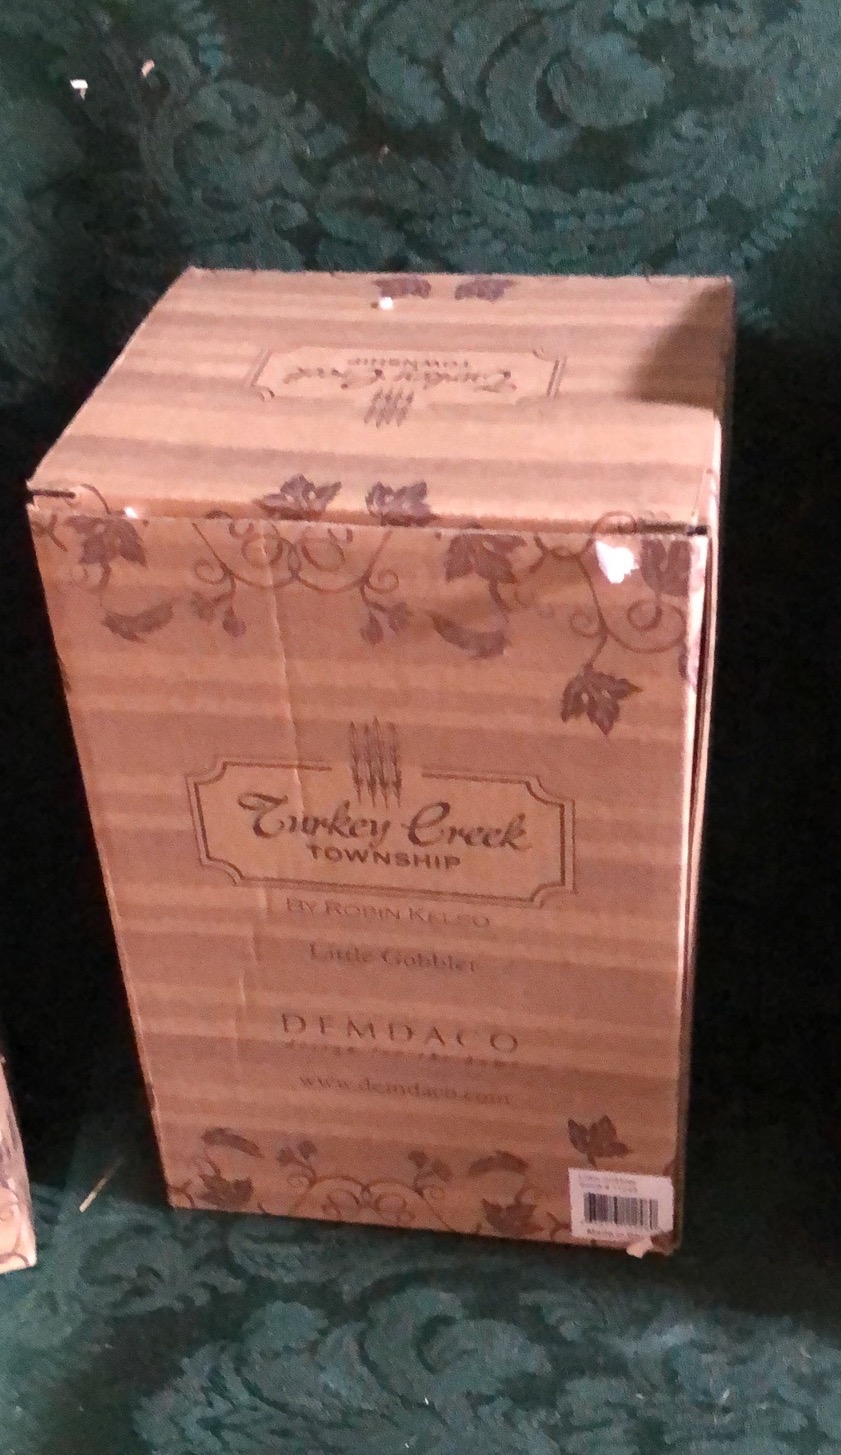 Turkey Creek
TOWNSHIP
Turkey Creek
TOWNSHIP
BY ROBIN KELSO
Little Gobbler
DEMDACO
www.demdaco.com